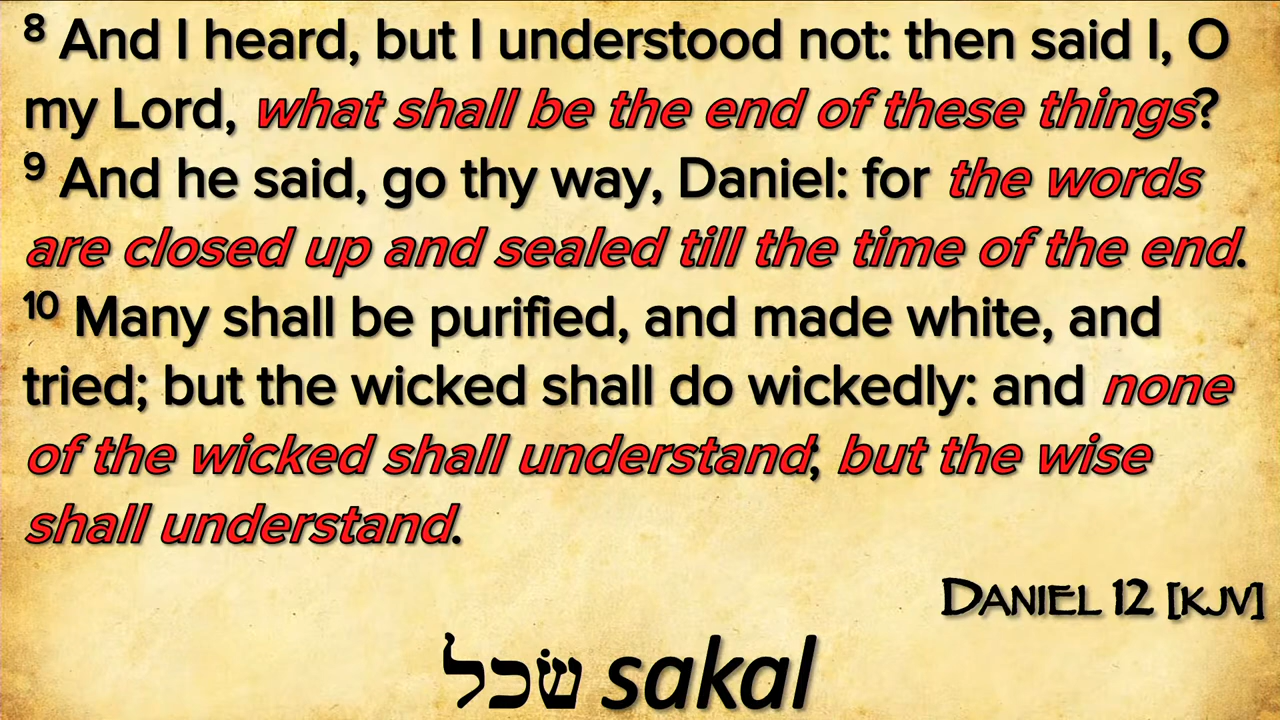 8 And I heard, but I understood not: then said I, O
my Lord, what shall be the end of these things?
9 And he said, go thy way, Daniel: for the words
are closed up and sealed till the time of the end.
10 Many shall be purified, and made white, and
tried; but the wicked shall do wickedly: and none
of the wicked shall understand; but the wise
shall understand.
DANIEL 12 [KJV]
שׂכל sakal